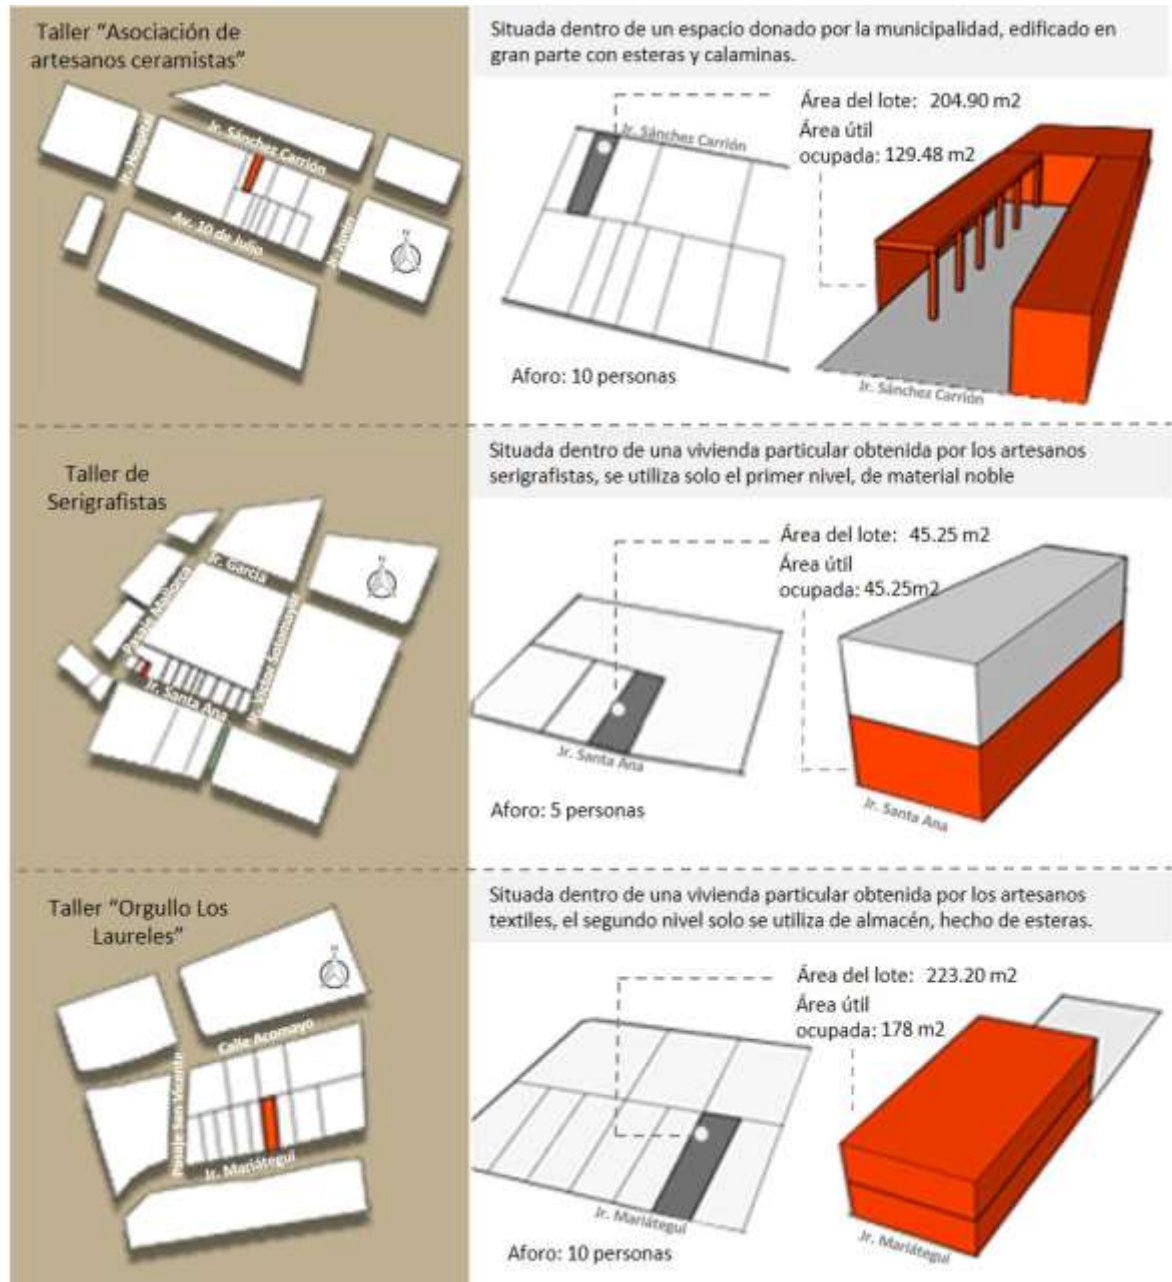 Taller “Asociación de
artesanos ceramistas”
Jr. Sánchez Carrión
Jr. Hospital
Av. 10 de Julio
Jr. Junín
N
Situada dentro de un espacio donado por la municipalidad, edificado en
gran parte con esteras y calaminas.
Área del lote: 204.90 m2
Área útil
ocupada: 129.48 m2
Jr. Sánchez Carrión
Aforo: 10 personas
Jr. Sánchez Carrión
Taller de
Serigrafistas
Jr. García
Pasaje Mallorca
Jr. Víctor Sotomayor
Jr. Santa Ana
N
Situada dentro de una vivienda particular obtenida por los artesanos
serigrafistas, se utiliza solo el primer nivel, de material noble
Área del lote: 45.25 m2
Área útil
ocupada: 45.25m2
Jr. Santa Ana
Aforo: 5 personas
Jr. Santa Ana
Taller “Orgullo Los
Laureles”
N
Calle Acomayo
Pasaje San Vicente
Jr. Mariátegui
Situada dentro de una vivienda particular obtenida por los artesanos
textiles, el segundo nivel solo se utiliza de almacén, hecho de esteras.
Área del lote: 223.20 m2
Área útil
ocupada: 178 m2
Jr. Mariátegui
Aforo: 10 personas
Jr. Mariátegui